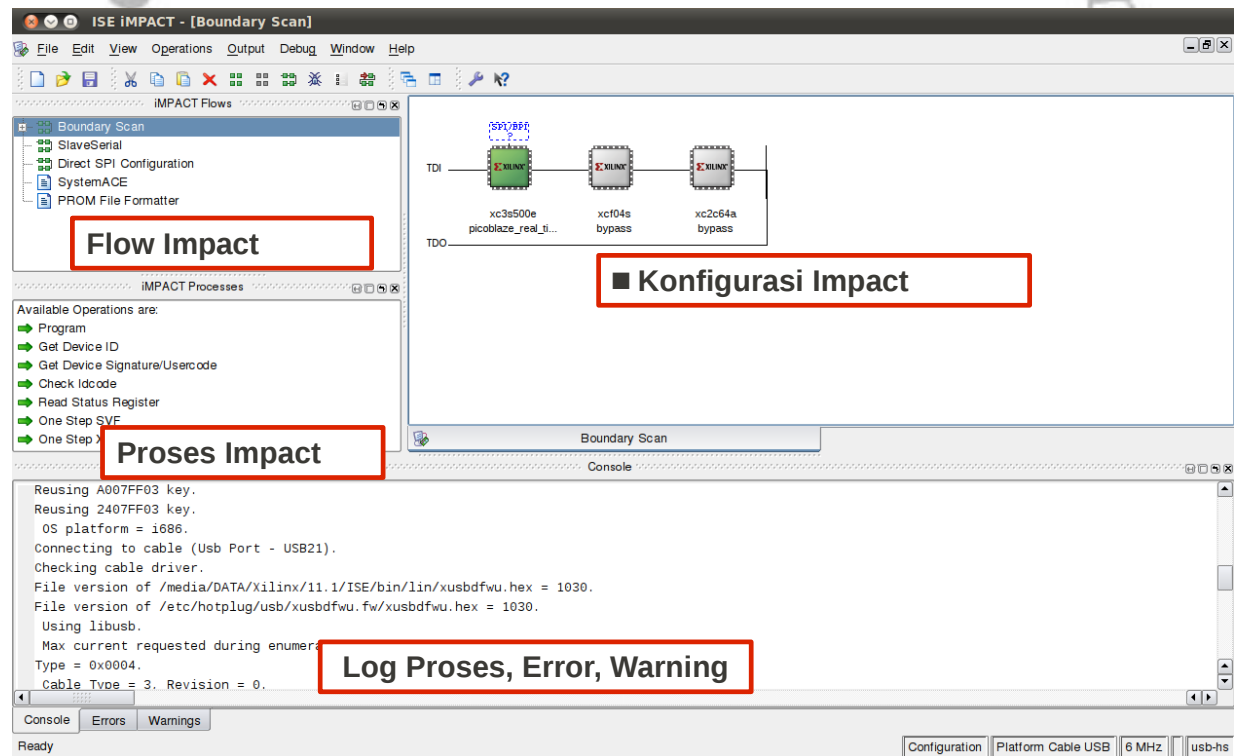 ISE iMPACT - [Boundary Scan]
File Edit View Operations Output Debug Window Help
iMPACT Flows
Boundary Scan
SlaveSerial
Direct SPI Configuration
SystemACE
PROM File Formatter
Flow Impact
iMPACT Processes
Available Operations are:
Program
Get Device ID
Get Device Signature/Usercode
Check Idcode
Read Status Register
One Step SVF
One Step
Proses Impact
SPI/BPI
?
TDI
XILINX XILINX XILINX
xc3s500e xcf04s xc2c64a
picoblaze_real_ti... bypass bypass
TDO
■ Konfigurasi Impact
Boundary Scan
Console
Reusing A007FF03 key.
Reusing 2407FF03 key.
OS platform = i686.
Connecting to cable (Usb Port - USB21).
Checking cable driver.
File version of /media/DATA/Xilinx/11.1/ISE/bin/lin/xusbdfwu.hex = 1030.
File version of /etc/hotplug/usb/xusbdfwu.fw/xusbdfwu.hex = 1030.
Using libusb.
Max current requested during
Type = 0x0004.
Cable Type = 3, Revision = 0.
Log Proses, Error, Warning
Console Errors Warnings
Ready
Configuration Platform Cable USB 6 MHz usb-hs